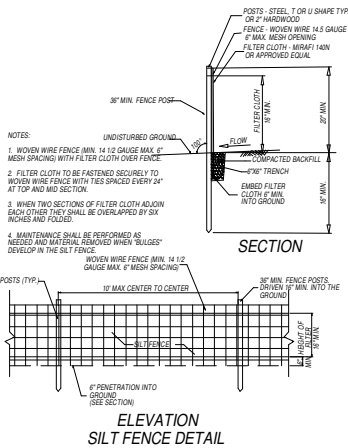 POSTS - STEEL, T OR U SHAPE TYP.
OR 2" HARDWOOD
FENCE - WOVEN WIRE 14.5 GAUGE
6" MAX. MESH OPENING
FILTER CLOTH - MIRAFI 140N
OR APPROVED EQUAL
36" MIN. FENCE POST
FILTER CLOTH
16" MIN.
20" MIN.
UNDISTURBED GROUND
100°
FLOW
COMPACTED BACKFILL
6"X6" TRENCH
EMBED FILTER
CLOTH 6" MIN.
INTO GROUND
16" MIN.
SECTION
NOTES:
1. WOVEN WIRE FENCE (MIN. 14 1/2 GAUGE MAX. 6"
MESH SPACING) WITH FILTER CLOTH OVER FENCE.
2. FILTER CLOTH TO BE FASTENED SECURELY TO
WOVEN WIRE FENCE WITH TIES SPACED EVERY 24"
AT TOP AND MID SECTION.
3. WHEN TWO SECTIONS OF FILTER CLOTH ADJOIN
EACH OTHER THEY SHALL BE OVERLAPPED BY SIX
INCHES AND FOLDED.
4. MAINTENANCE SHALL BE PERFORMED AS
NEEDED AND MATERIAL REMOVED WHEN "BULGES"
DEVELOP IN THE SILT FENCE.
WOVEN WIRE FENCE (MIN. 14 1/2
GAUGE MAX. 6" MESH SPACING)
POSTS (TYP.)
10' MAX CENTER TO CENTER
36" MIN. FENCE POSTS,
DRIVEN 16" MIN. INTO THE
GROUND
SILT FENCE
HEIGHT OF
FILTER
16" MIN.
6"
MIN.
6" PENETRATION INTO
GROUND
(SEE SECTION)
ELEVATION
SILT FENCE DETAIL